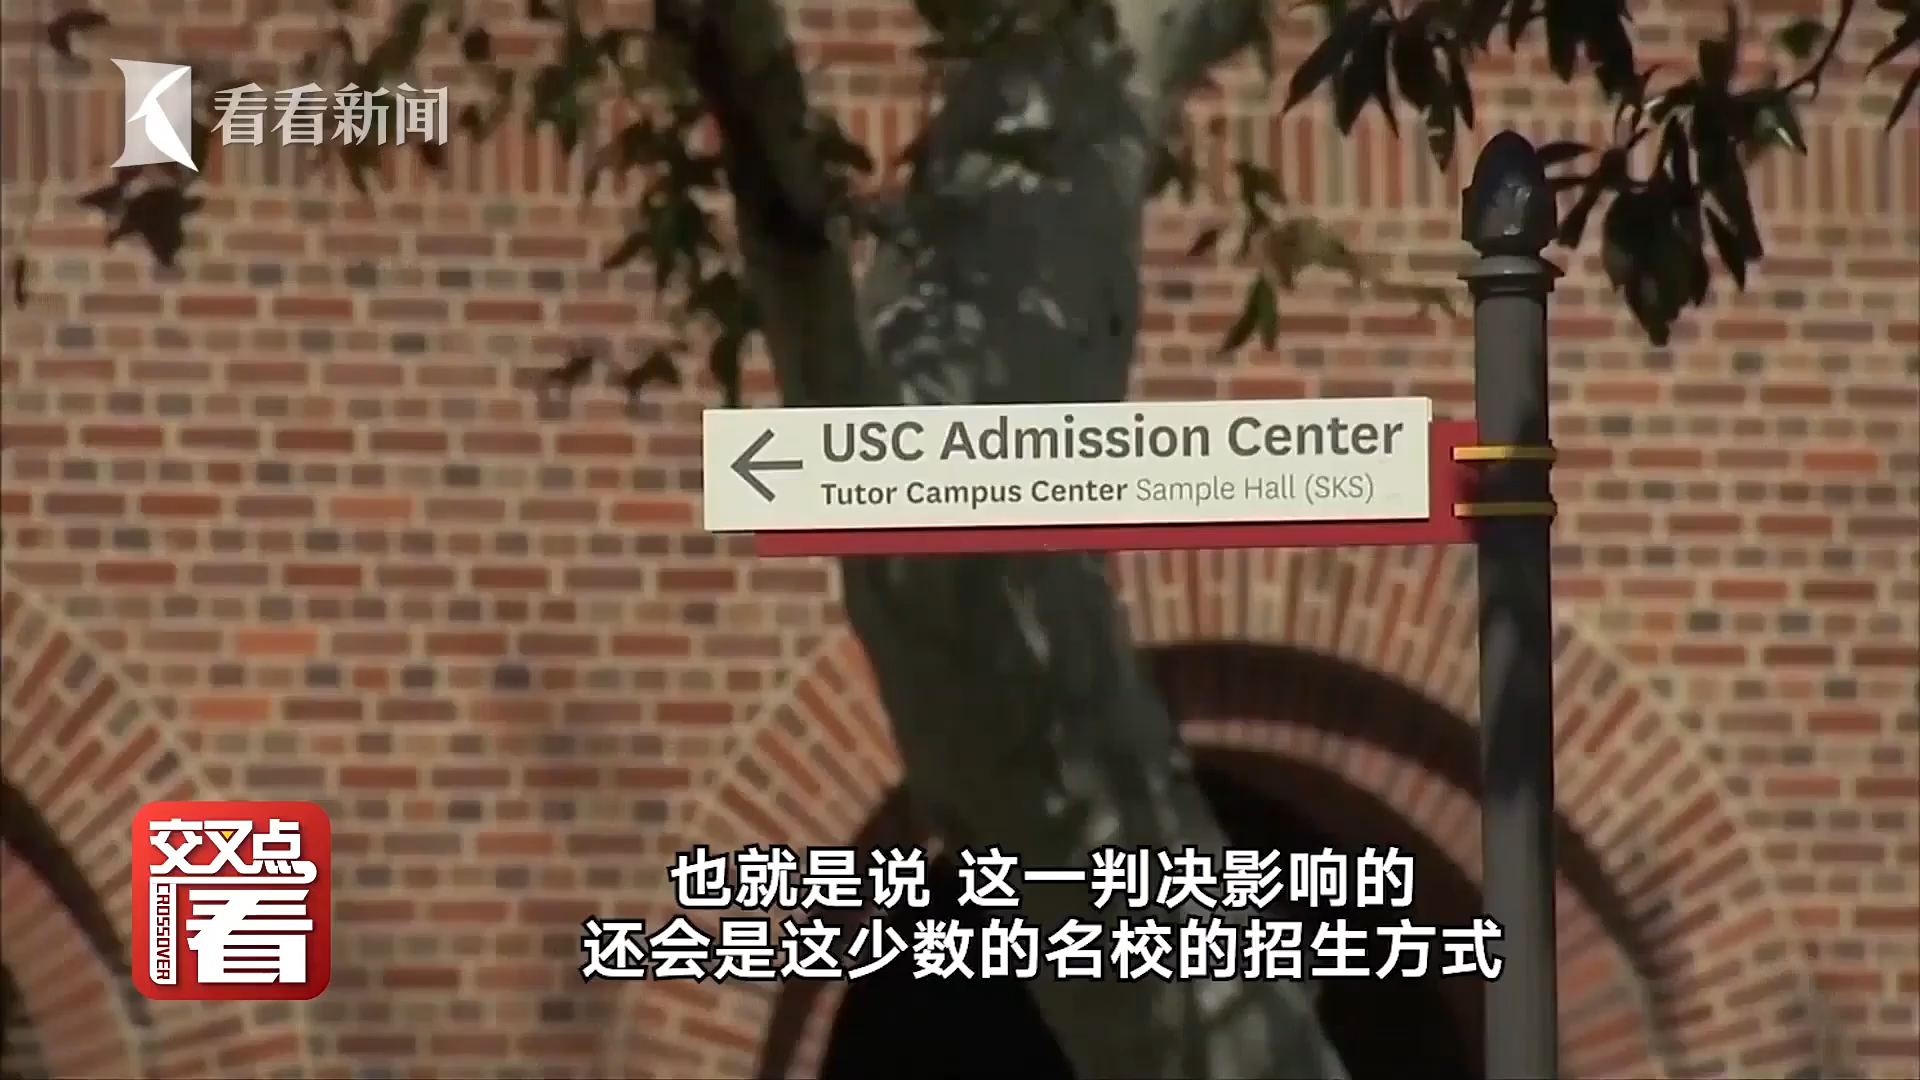 看看新闻
USC Admission Center
Tutor Campus Center Sample Hall (SKS)
交叉点
看
CROSSOVER
也就是说 这一判决影响的
还会是这少数的名校的招生方式